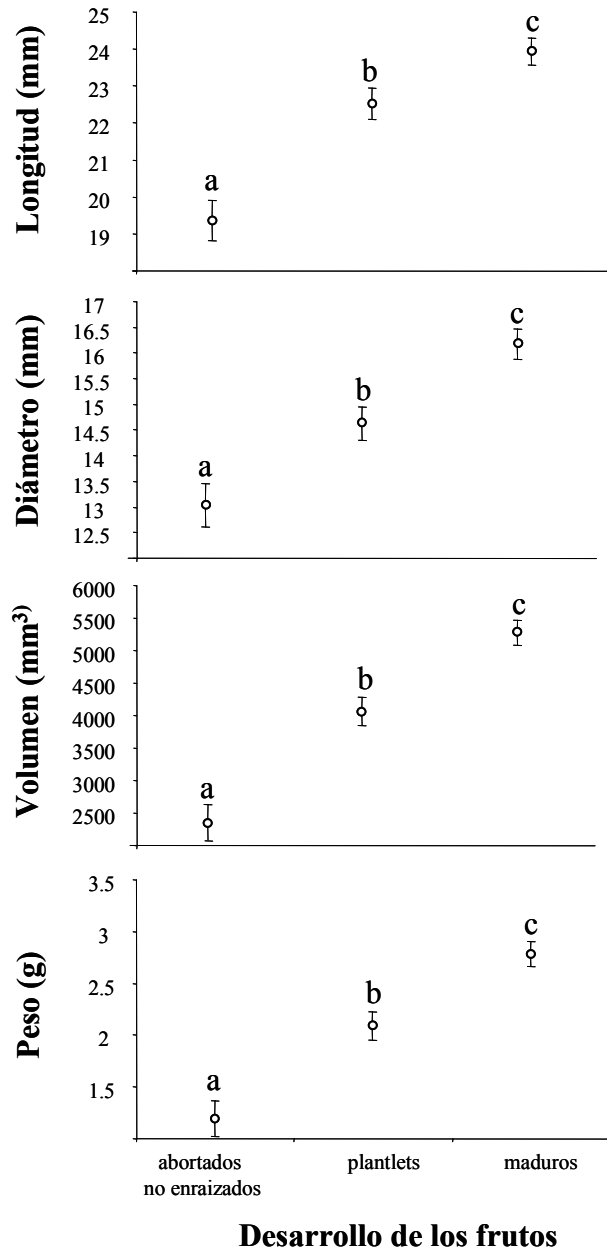 Longitud (mm)
25
24
23
22
21
20
19
a
b
c
Diámetro (mm)
17
16.5
16
15.5
15
14.5
14
13.5
13
12.5
a
b
c
Volumen (mm³)
6000
5500
5000
4500
4000
3500
3000
2500
a
b
c
Peso (g)
3.5
3
2.5
2
1.5
a
b
c
abortados
no enraizados
plantlets
maduros
Desarrollo de los frutos